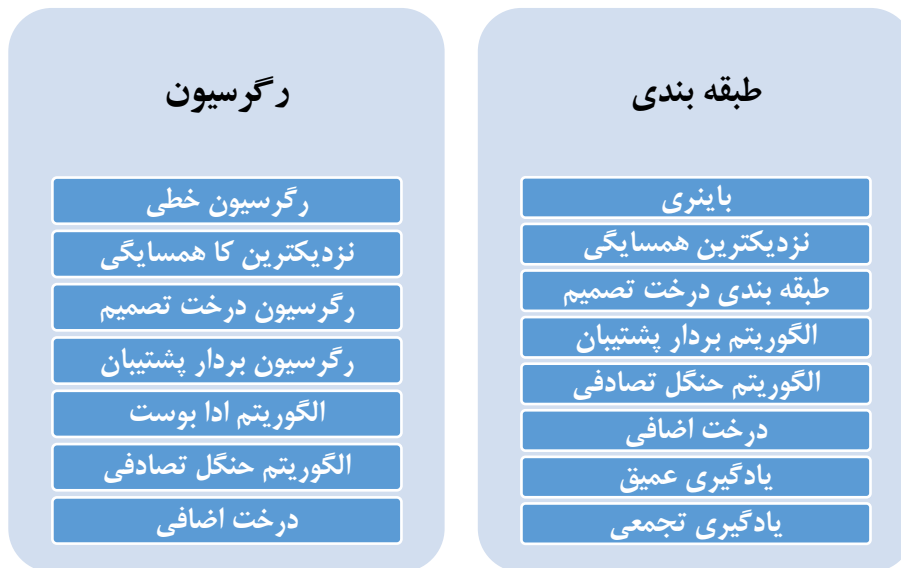 طبقه بندی
باینری
نزدیکترین همسایگی
طبقه بندی درخت تصمیم
الگوریتم بردار پشتیبان
الگوریتم حنگل تصادفی
درخت اضافی
یادگیری عمیق
یادگیری تجمعی
رگرسیون
رگرسیون خطی
نزدیکترین کا همسایگی
رگرسیون درخت تصمیم
رگرسیون بردار پشتیبان
الگوریتم ادا بوست
الگوریتم حنگل تصادفی
درخت اضافی